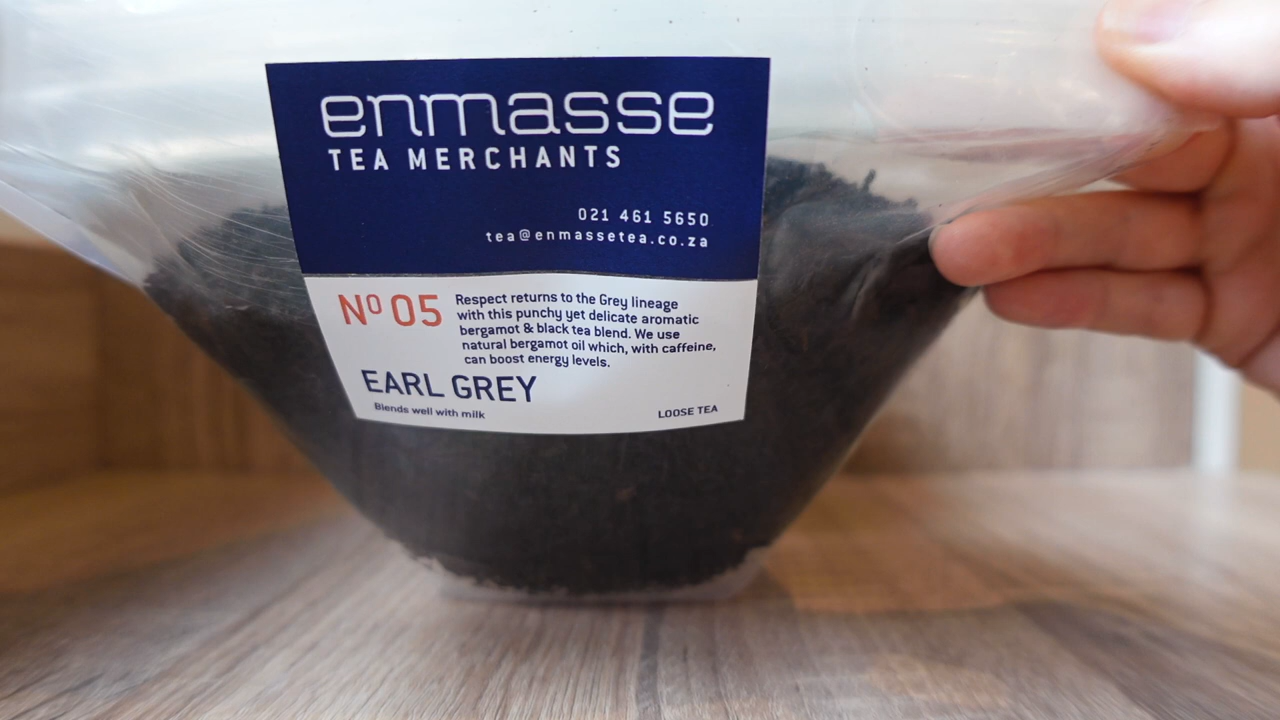 enmasse
TEA MERCHANTS
021 461 5650
tea@enmassetea.co.za
Nº 05
Respect returns to the Grey lineage
with this punchy yet delicate aromatic
bergamot & black tea blend. We use
natural bergamot oil which, with caffeine,
can boost energy levels.
EARL GREY
Blends well with milk
LOOSE TEA